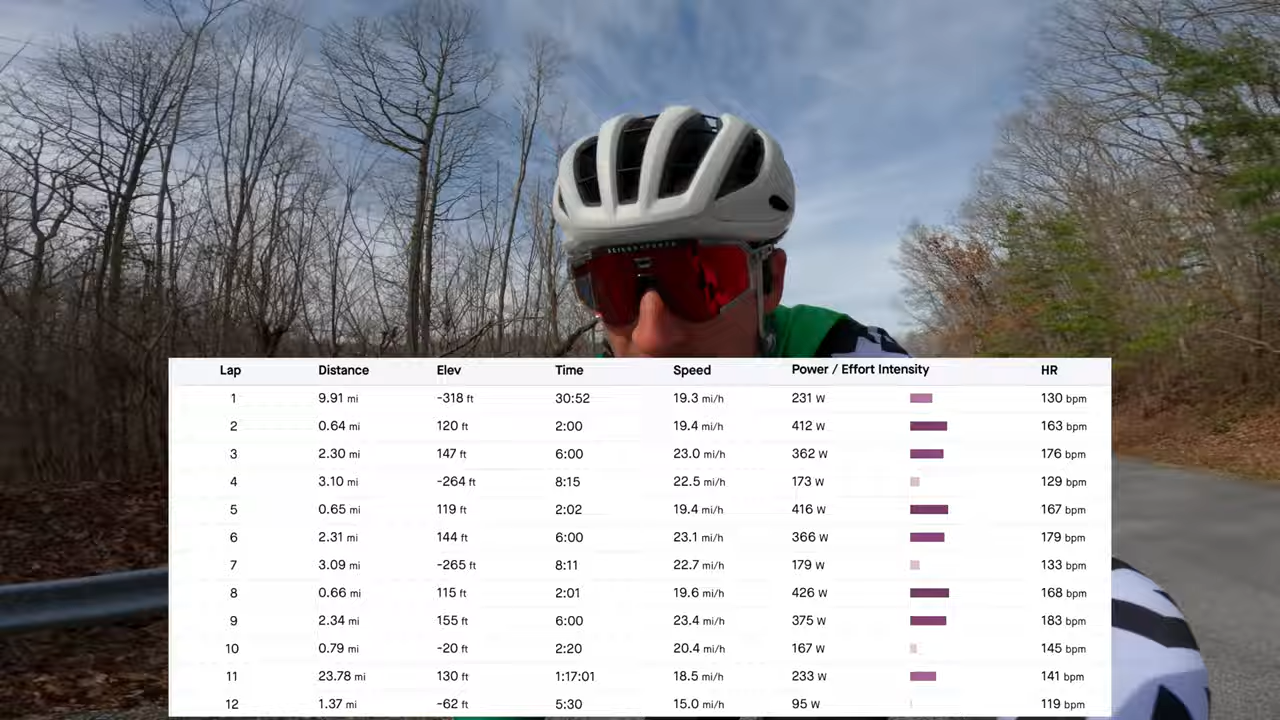 Lap Distance Elev Time Speed Power / Effort Intensity HR
1 9.91 mi -318 ft 30:52 19.3 mi/h 231 W 130 bpm
2 0.64 mi 120 ft 2:00 19.4 mi/h 412 W 163 bpm
3 2.30 mi 147 ft 6:00 23.0 mi/h 362 W 176 bpm
4 3.10 mi -264 ft 8:15 22.5 mi/h 173 W 129 bpm
5 0.65 mi 119 ft 2:02 19.4 mi/h 416 W 167 bpm
6 2.31 mi 144 ft 6:00 23.1 mi/h 366 W 179 bpm
7 3.09 mi -265 ft 8:11 22.7 mi/h 179 W 133 bpm
8 0.66 mi 115 ft 2:01 19.6 mi/h 426 W 168 bpm
9 2.34 mi 155 ft 6:00 23.4 mi/h 375 W 183 bpm
10 0.79 mi -20 ft 2:20 20.4 mi/h 167 W 145 bpm
11 23.78 mi 130 ft 1:17:01 18.5 mi/h 233 W 141 bpm
12 1.37 mi -62 ft 5:30 15.0 mi/h 95 W 119 bpm